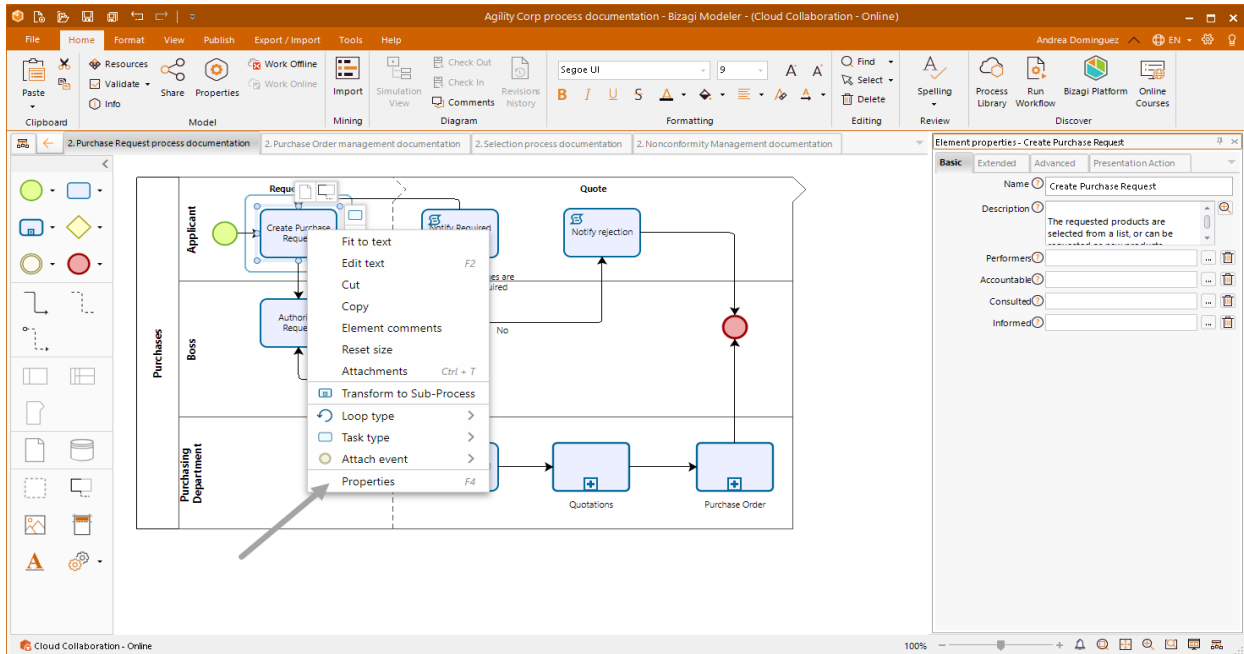 Agility Corp process documentation - Bizagi Modeler - (Cloud Collaboration - Online)
File Home Format View Publish Export / Import Tools Help Andrea Dominguez EN
Paste
Clipboard
Resources
Validate
Info
Share Properties
Work Offline
Work Online
Model
Import
Mining
Simulation
View
Check Out
Check In
Comments
Revisions
history
Diagram
Segoe UI 9 A A
B I U S A A
Formatting
Find
Select
Delete
Editing
Spelling
Review
Process
Library
Run
Workflow
Bizagi Platform
Online
Courses
Discover
2. Purchase Request process documentation 2. Purchase Order management documentation 2. Selection process documentation 2. Nonconformity Management documentation
Quote
Purchases
Applicant
Create Purchase
Notify Required
Notify rejection
Boss
No
Purchasing
Department
Quotations
Purchase Order
Fit to text
Edit text F2
Cut
Copy
Element comments
Reset size
Attachments Ctrl + T
Transform to Sub-Process
Loop type
Task type
Attach event
Properties F4
A
Element properties - Create Purchase Request
Basic Extended Advanced Presentation Action
Name ? Create Purchase Request
Description ?
The requested products are
selected from a list, or can be
Performers ? ...
Accountable ? ...
Consulted ? ...
Informed ? ...
Cloud Collaboration - Online 100%